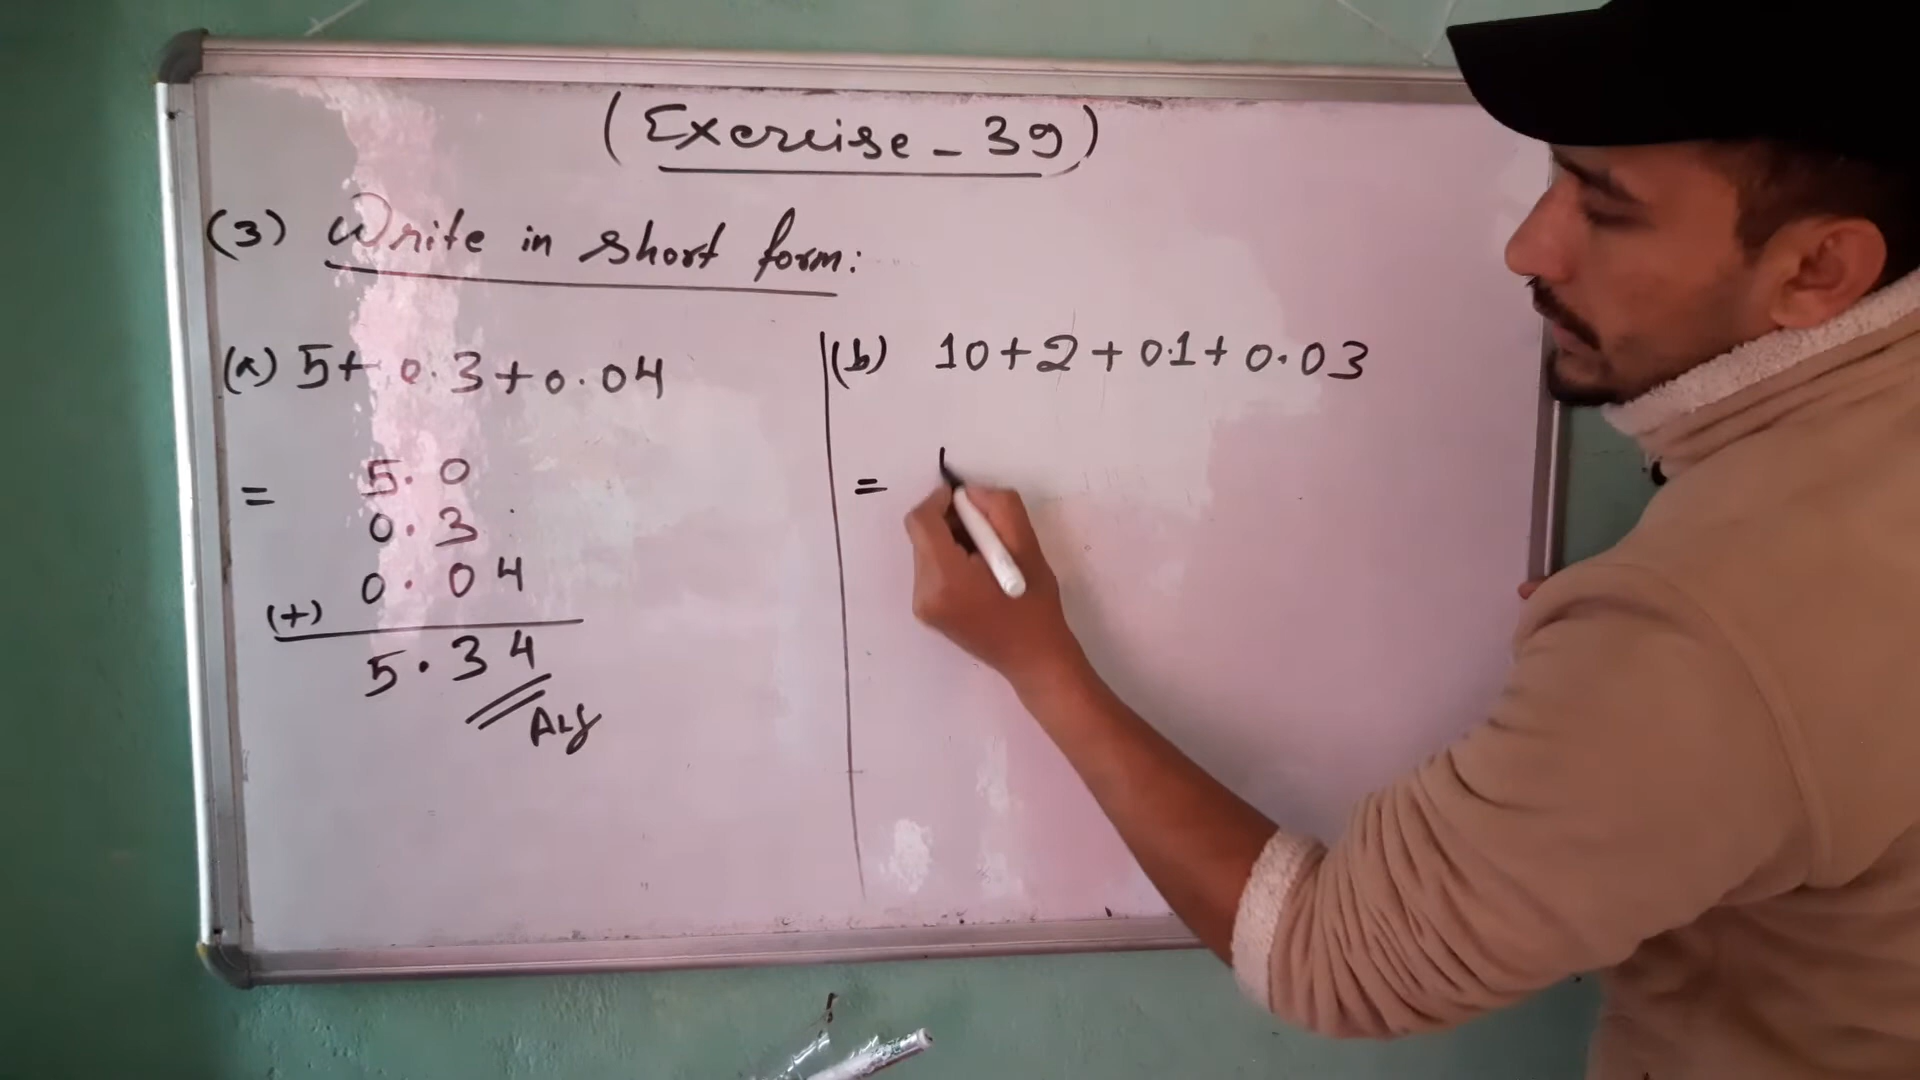 (Exercise - 39)
(3) Write in short form:
(a) 5+ 0.3+0.04
= 5.0
0.3
0.04
(+)
5.34
Ans
(b) 10+2+0.1+0.03
=